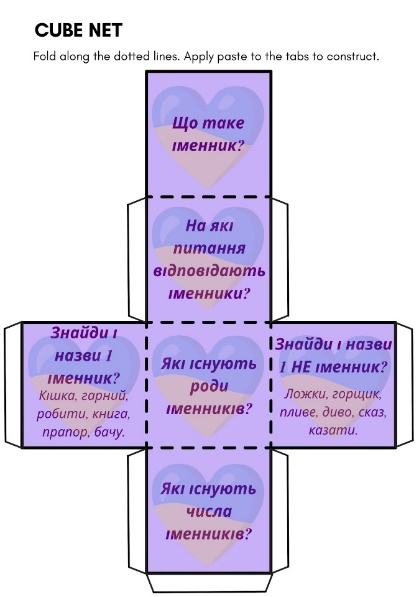 CUBE NET
Fold along the dotted lines. Apply paste to the tabs to construct.
Що таке
іменник?
На які
питання
відповідають
іменники?
Знайди і
назви 1
іменник?
Кішка, гарний,
робити, книга,
прапор, бачу.
Які існують
роди
іменників?
Знайди і назви
1 НЕ іменник?
Ложки, горщик,
пливе, диво, сказ,
казати.
Які існують
числа
іменників?